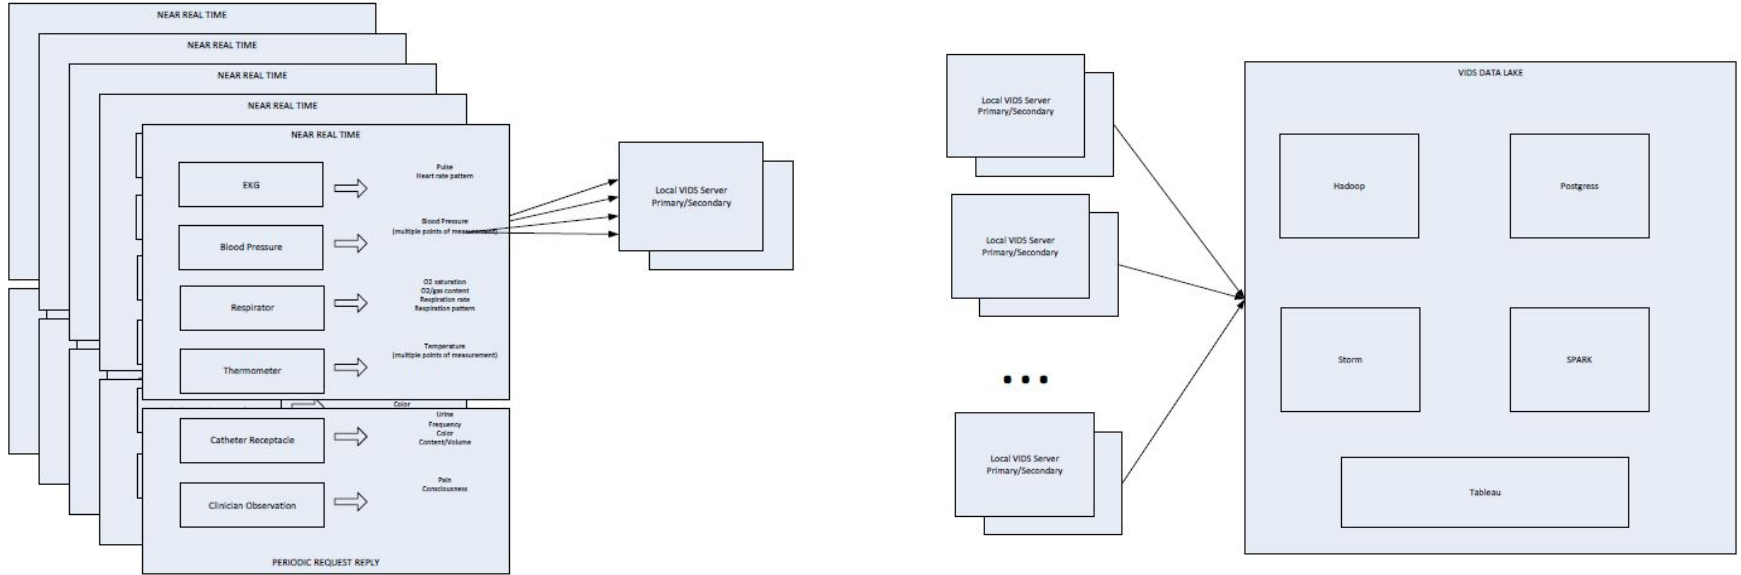 NEAR REAL TIME
NEAR REAL TIME
NEAR REAL TIME
NEAR REAL TIME
NEAR REAL TIME
EKG
Pulse
Heart rate pattern
Blood Pressure
Blood Pressure
(multiple points of measurement)
Respirator
O2 saturation
O2/gas content
Respiration rate
Respiration pattern
Thermometer
Temperature
(multiple points of measurement)
Color
Catheter Receptacle
Urine
Frequency
Color
Content/Volume
Clinician Observation
Pain
Consciousness
PERIODIC REQUEST REPLY
Local VIDS Server
Primary/Secondary
Local VIDS Server
Primary/Secondary
Local VIDS Server
Primary/Secondary
...
Local VIDS Server
Primary/Secondary
VIDS DATA LAKE
Hadoop
Postgress
Storm
SPARK
Tableau